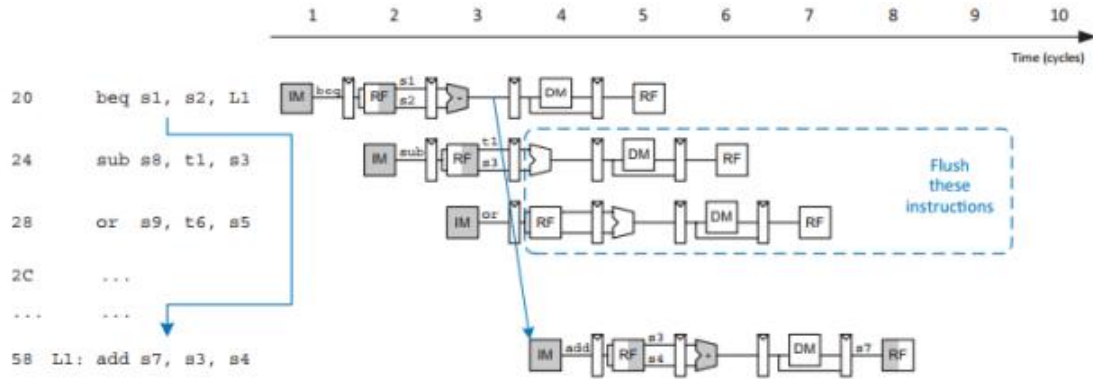 1 2 3 4 5 6 7 8 9 10
Time (cycles)
20 beq s1, s2, L1 IM beq RF s1 s2 - DM RF
24 sub s8, t1, s3 IM sub RF t1 s3 DM RF
Flush
these
instructions
28 or s9, t6, s5 IM or RF DM RF
2C ...
... ...
58 L1: add s7, s3, s4 IM add RF s3 s4 + DM s7 RF